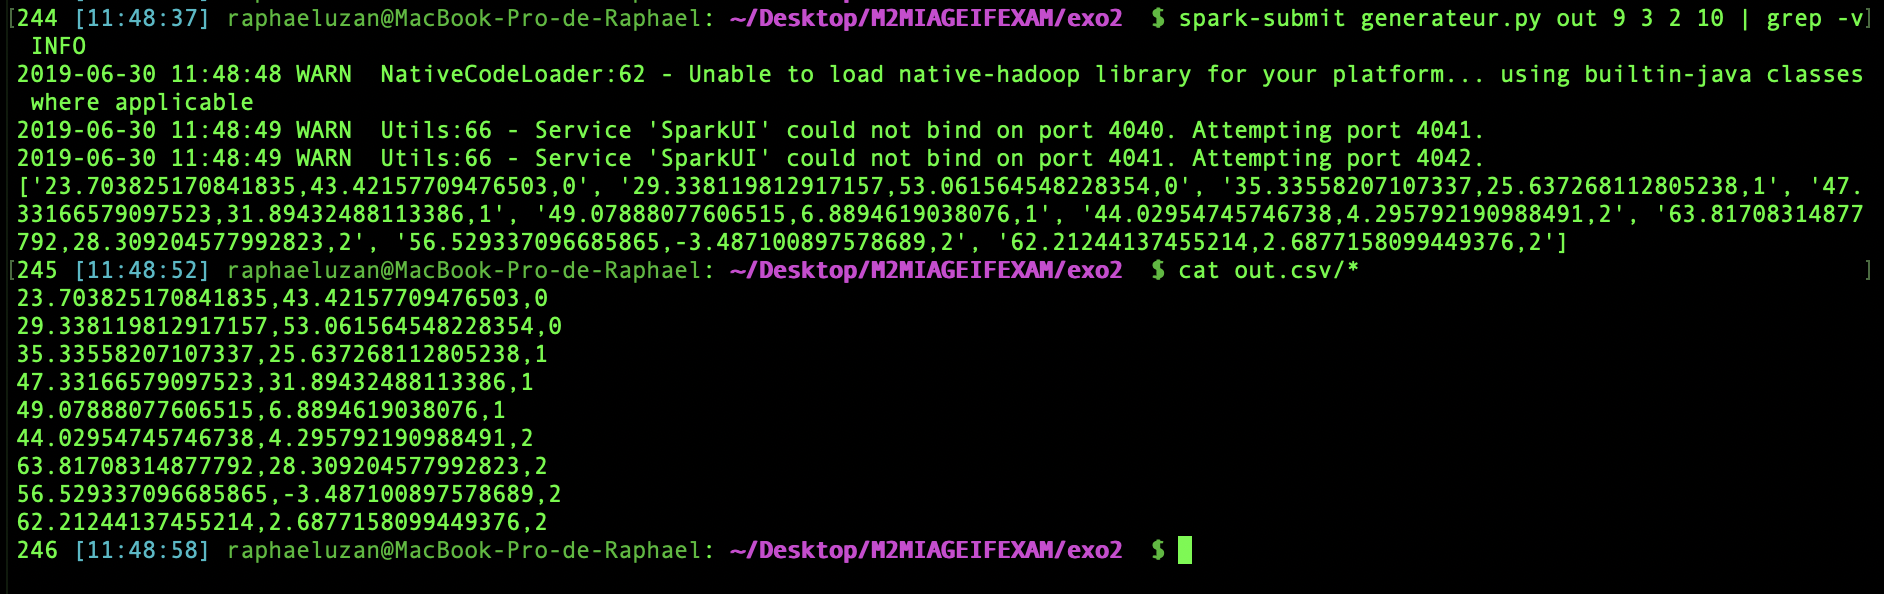 [244 [11:48:37] raphaeluzan@MacBook-Pro-de-Raphael: ~/Desktop/M2MIAGEIFEXAM/exo2  $ spark-submit generateur.py out 9 3 2 10 | grep -v]
 INFO
2019-06-30 11:48:48 WARN  NativeCodeLoader:62 - Unable to load native-hadoop library for your platform... using builtin-java classes
 where applicable
2019-06-30 11:48:49 WARN  Utils:66 - Service 'SparkUI' could not bind on port 4040. Attempting port 4041.
2019-06-30 11:48:49 WARN  Utils:66 - Service 'SparkUI' could not bind on port 4041. Attempting port 4042.
['23.703825170841835,43.42157709476503,0', '29.338119812917157,53.061564548228354,0', '35.33558207107337,25.637268112805238,1', '47.
33166579097523,31.89432488113386,1', '49.07888077606515,6.8894619038076,1', '44.02954745746738,4.295792190988491,2', '63.81708314877
792,28.309204577992823,2', '56.529337096685865,-3.487100897578689,2', '62.21244137455214,2.6877158099449376,2']
[245 [11:48:52] raphaeluzan@MacBook-Pro-de-Raphael: ~/Desktop/M2MIAGEIFEXAM/exo2  $ cat out.csv/* ]
23.703825170841835,43.42157709476503,0
29.338119812917157,53.061564548228354,0
35.33558207107337,25.637268112805238,1
47.33166579097523,31.89432488113386,1
49.07888077606515,6.8894619038076,1
44.02954745746738,4.295792190988491,2
63.81708314877792,28.309204577992823,2
56.529337096685865,-3.487100897578689,2
62.21244137455214,2.6877158099449376,2
246 [11:48:58] raphaeluzan@MacBook-Pro-de-Raphael: ~/Desktop/M2MIAGEIFEXAM/exo2  $